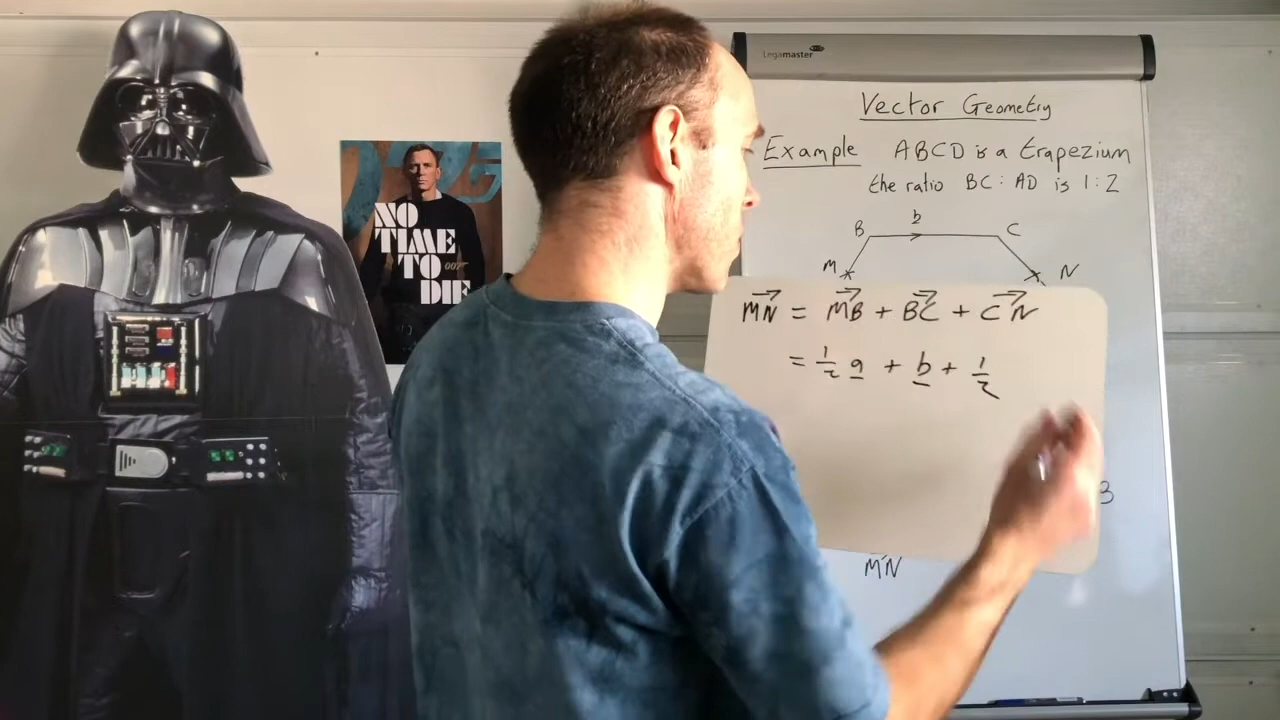 Legamaster
Vector Geometry
Example ABCD is a trapezium
the ratio BC : AD is 1:2
b
B C
M N
MN = MB + BC + CN
= 1/2 a + b + 1/2
3
MN
NO
TIME
TO 007
DIE